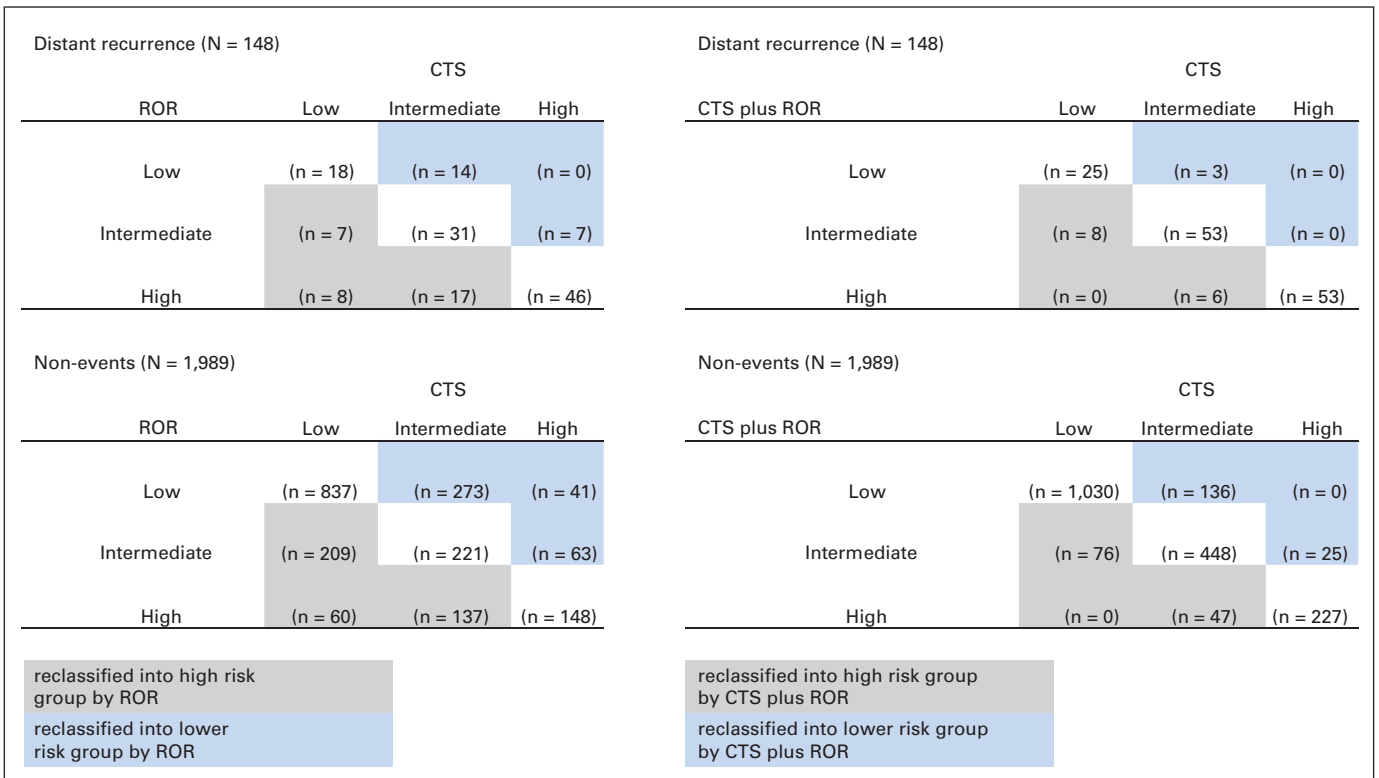 Distant recurrence (N = 148)
CTS
ROR Low Intermediate High
Low (n = 18) (n = 14) (n = 0)
Intermediate (n = 7) (n = 31) (n = 7)
High (n = 8) (n = 17) (n = 46)
Non-events (N = 1,989)
CTS
ROR Low Intermediate High
Low (n = 837) (n = 273) (n = 41)
Intermediate (n = 209) (n = 221) (n = 63)
High (n = 60) (n = 137) (n = 148)
reclassified into high risk
group by ROR
reclassified into lower
risk group by ROR
Distant recurrence (N = 148)
CTS
CTS plus ROR Low Intermediate High
Low (n = 25) (n = 3) (n = 0)
Intermediate (n = 8) (n = 53) (n = 0)
High (n = 0) (n = 6) (n = 53)
Non-events (N = 1,989)
CTS
CTS plus ROR Low Intermediate High
Low (n = 1,030) (n = 136) (n = 0)
Intermediate (n = 76) (n = 448) (n = 25)
High (n = 0) (n = 47) (n = 227)
reclassified into high risk group
by CTS plus ROR
reclassified into lower risk group
by CTS plus ROR